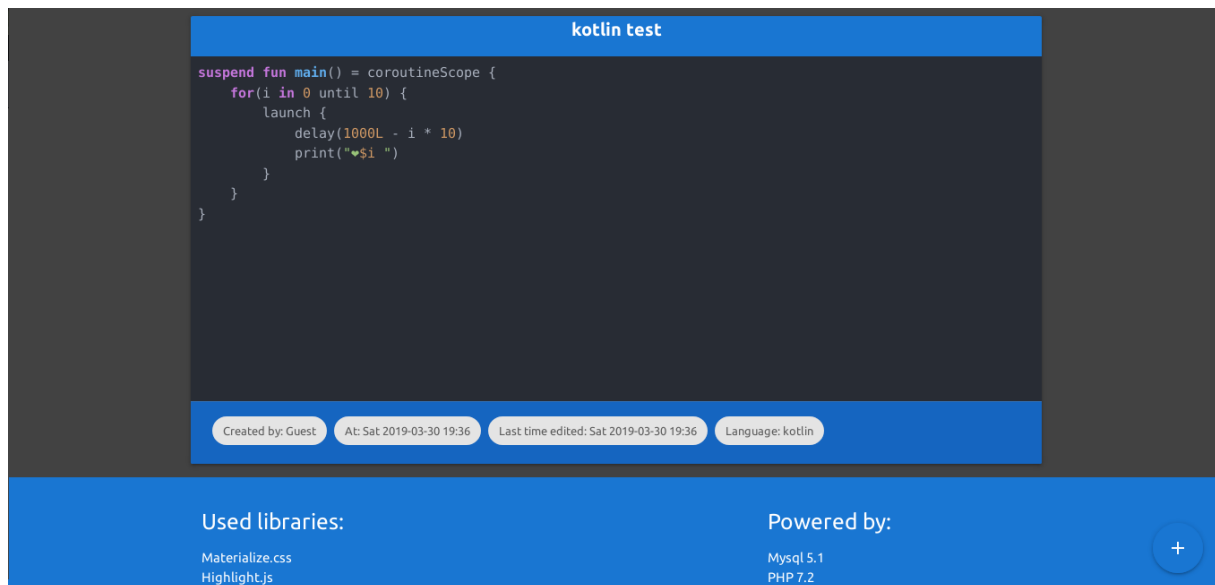 kotlin test
suspend fun main() = coroutineScope {
    for(i in 0 until 10) {
        launch {
            delay(1000L - i * 10)
            print("❤$i ")
        }
    }
}
Created by: Guest At: Sat 2019-03-30 19:36 Last time edited: Sat 2019-03-30 19:36 Language: kotlin
Used libraries:
Materialize.css
Highlight.js
Powered by:
Mysql 5.1
PHP 7.2
+